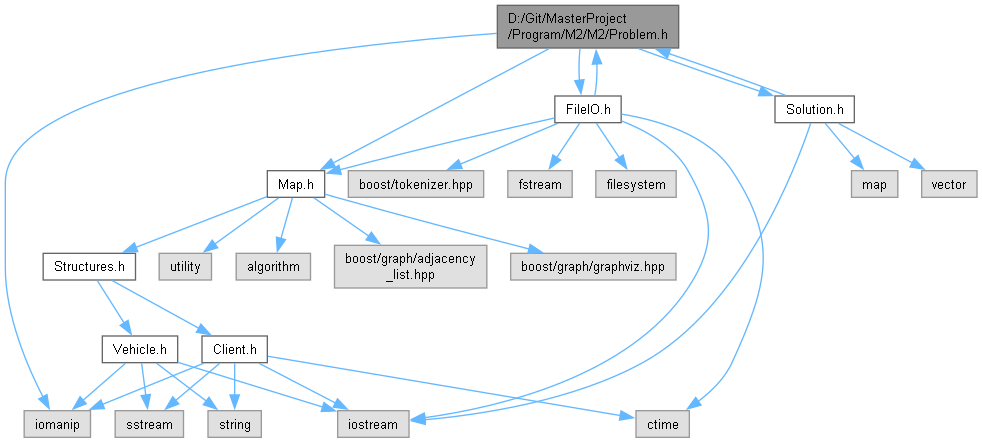 D:/Git/MasterProject
/Program/M2/M2/Problem.h
FileIO.h
Solution.h
Map.h
boost/tokenizer.hpp
fstream
filesystem
map
vector
Structures.h
utility
algorithm
boost/graph/adjacency
_list.hpp
boost/graph/graphviz.hpp
Vehicle.h
Client.h
iomanip
sstream
string
iostream
ctime